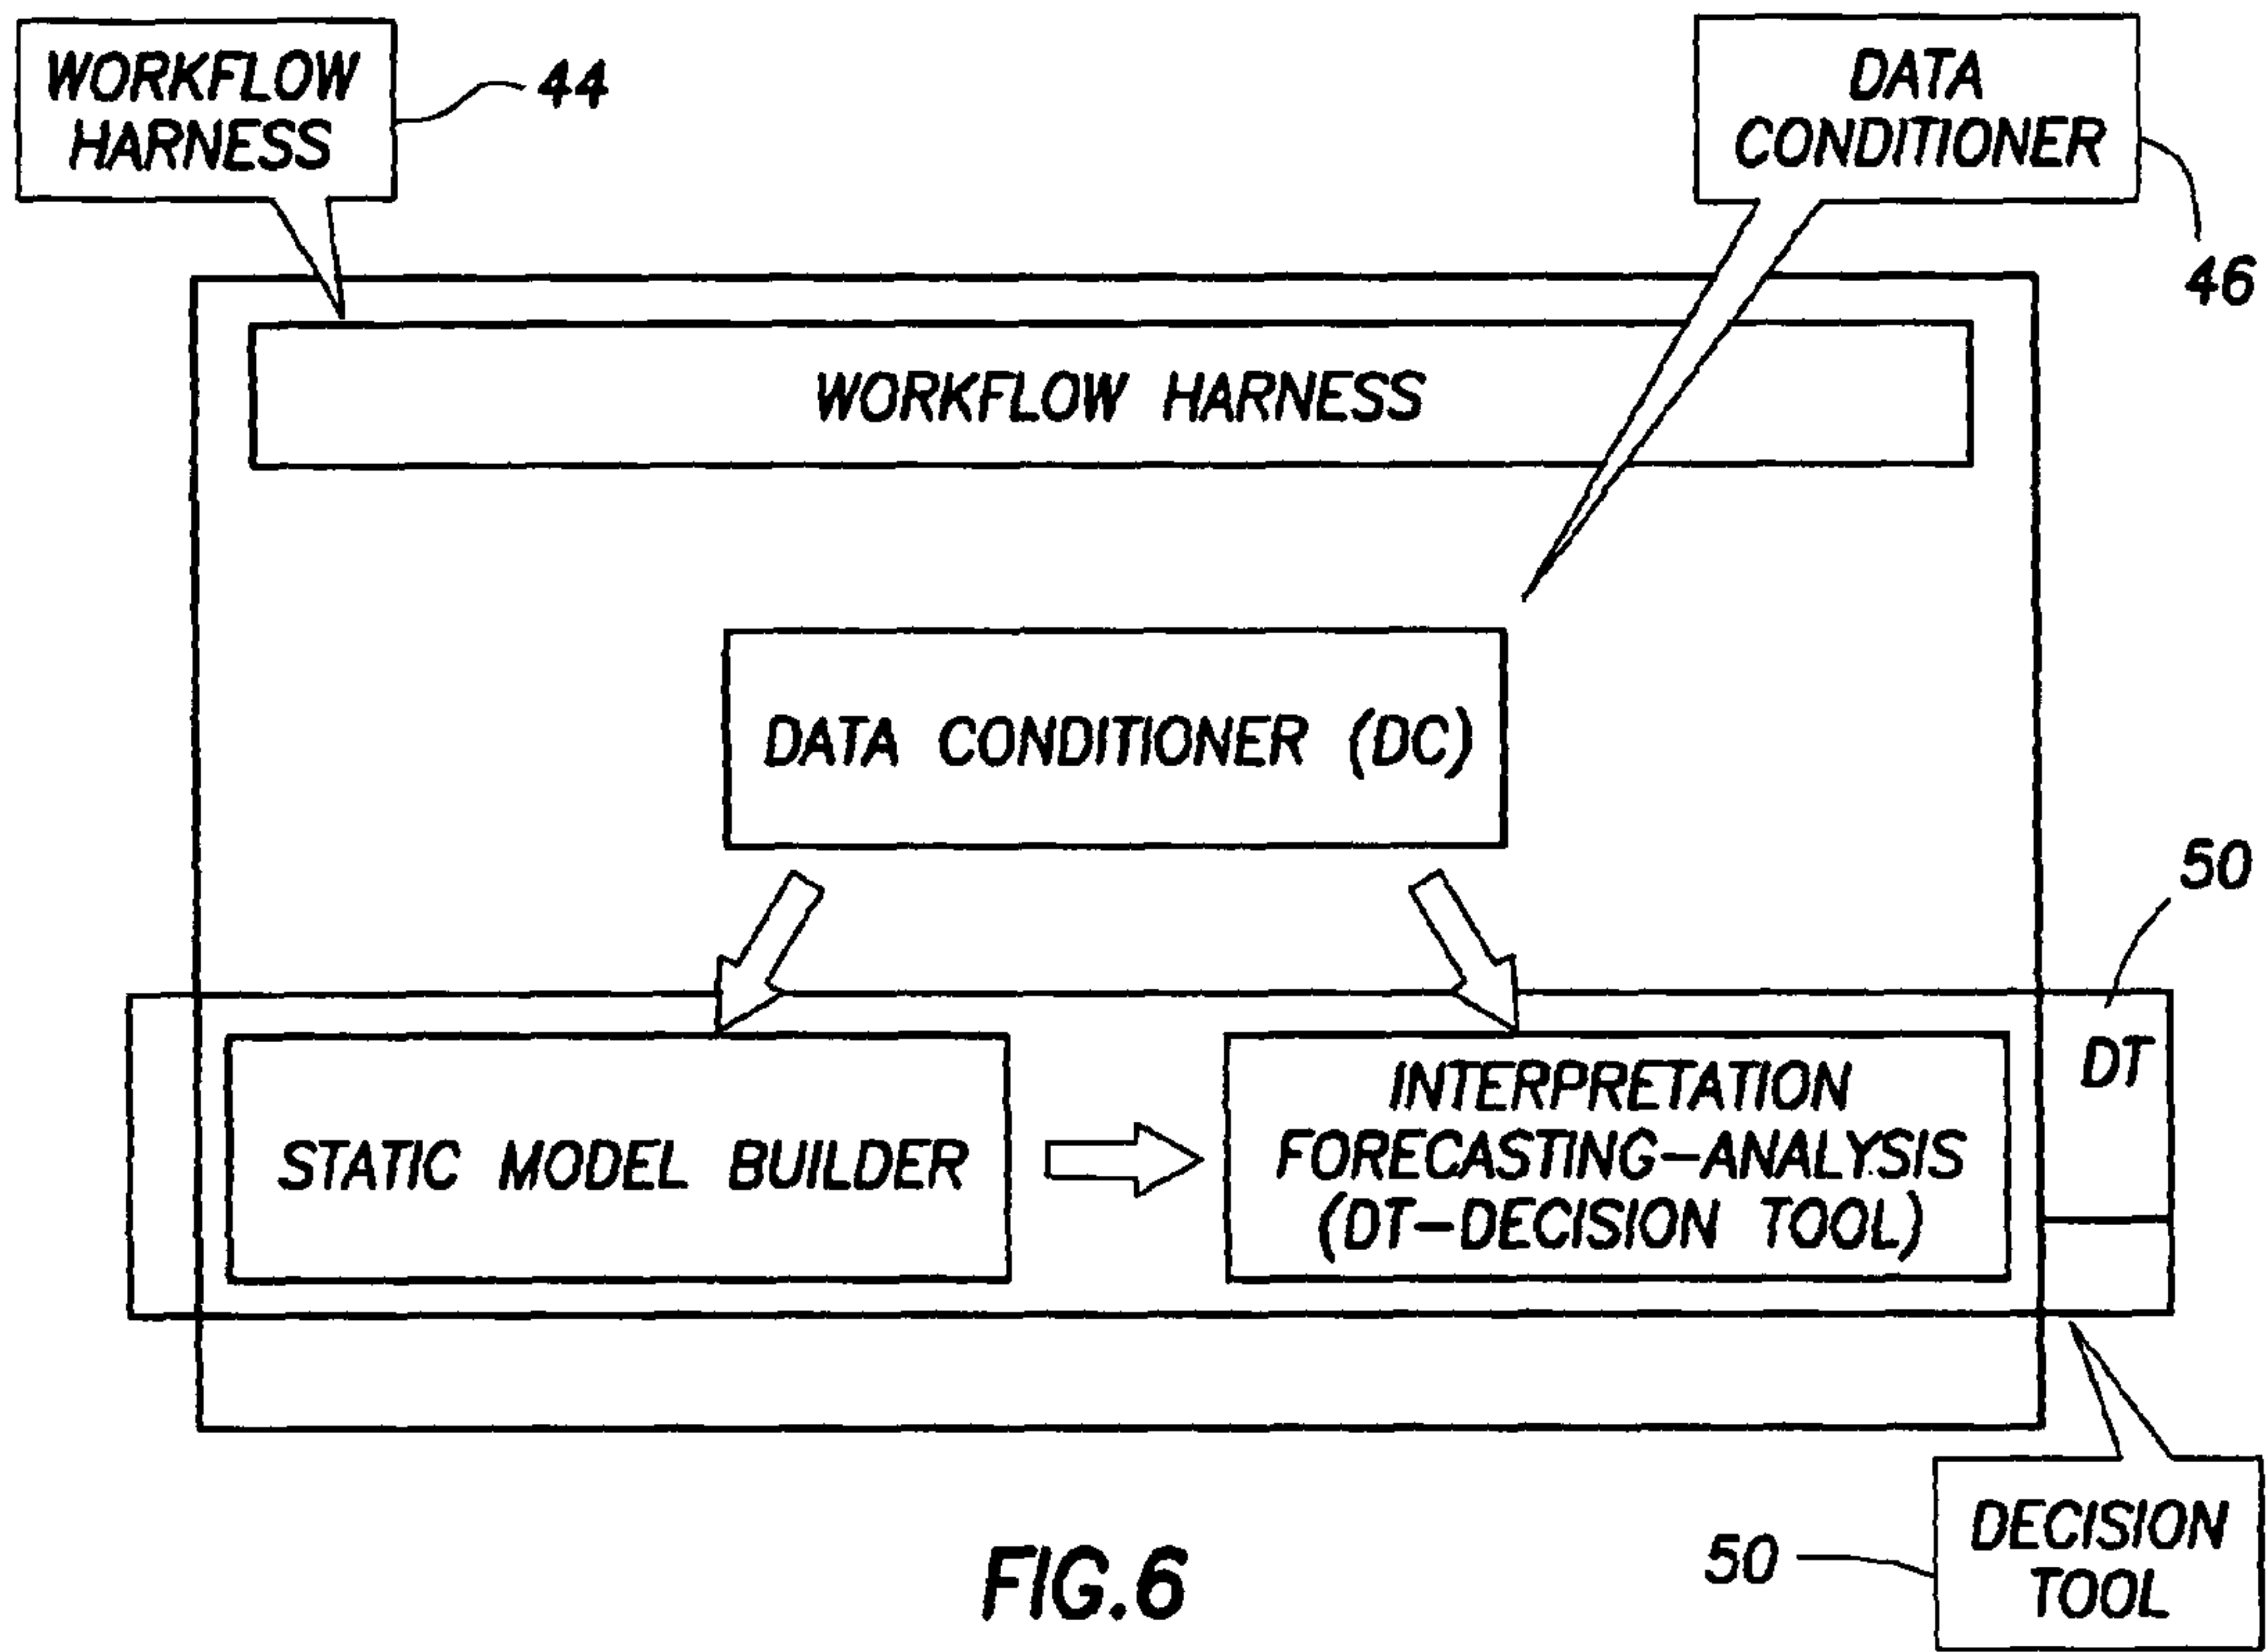 WORKFLOW
HARNESS
44
DATA
CONDITIONER
46
WORKFLOW HARNESS
DATA CONDITIONER (DC)
50
DT
STATIC MODEL BUILDER
INTERPRETATION
FORECASTING-ANALYSIS
(DT-DECISION TOOL)
50
DECISION
TOOL
FIG.6